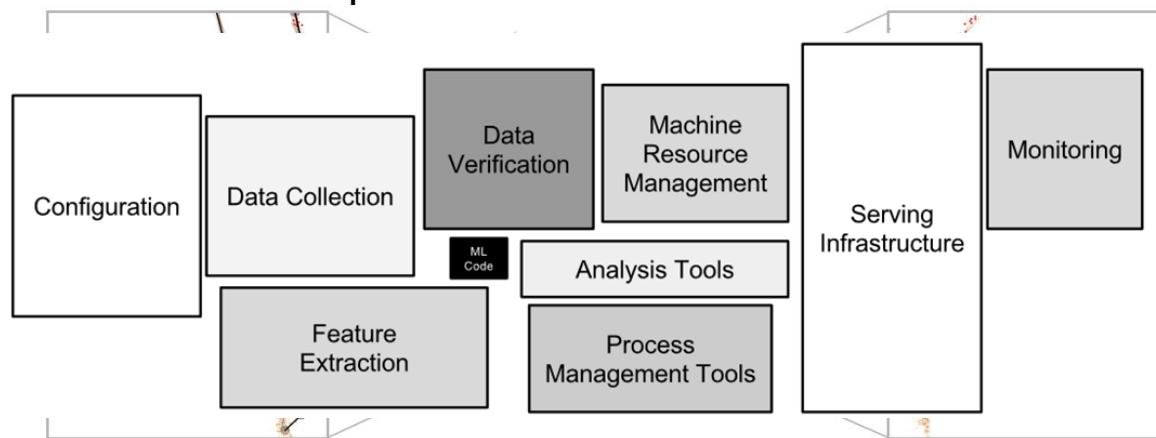 Configuration
Data Collection
Data
Verification
Machine
Resource
Management
Monitoring
Serving
Infrastructure
ML
Code
Analysis Tools
Feature
Extraction
Process
Management Tools